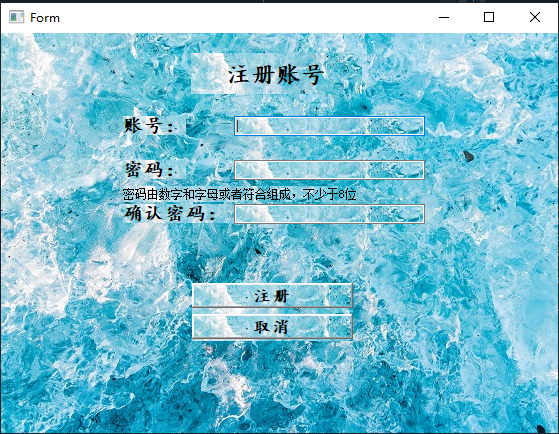 Form
注册账号
账号：
密码：
密码由数字和字母或者符合组成，不少于8位
确认密码：
注册
取消